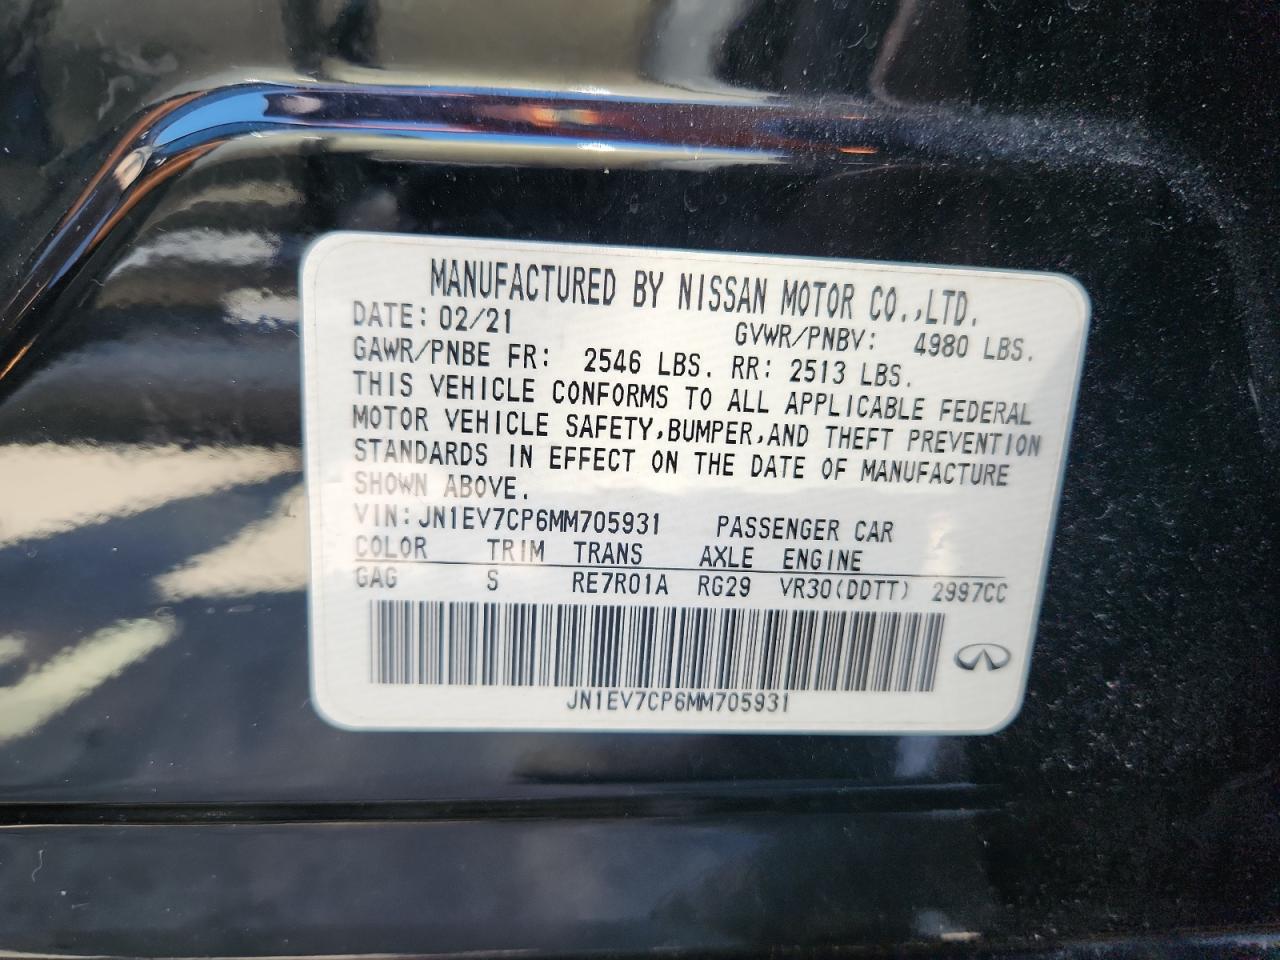 MANUFACTURED BY NISSAN MOTOR CO.,LTD.
DATE: 02/21 GVWR/PNBV: 4980 LBS.
GAWR/PNBE FR: 2546 LBS. RR: 2513 LBS.
THIS VEHICLE CONFORMS TO ALL APPLICABLE FEDERAL
MOTOR VEHICLE SAFETY,BUMPER,AND THEFT PREVENTION
STANDARDS IN EFFECT ON THE DATE OF MANUFACTURE
SHOWN ABOVE.
VIN: JN1EV7CP6MM705931 PASSENGER CAR
COLOR TRIM TRANS AXLE ENGINE
GAG S RE7R01A RG29 VR30(DDTT) 2997CC
JN1EV7CP6MM705931